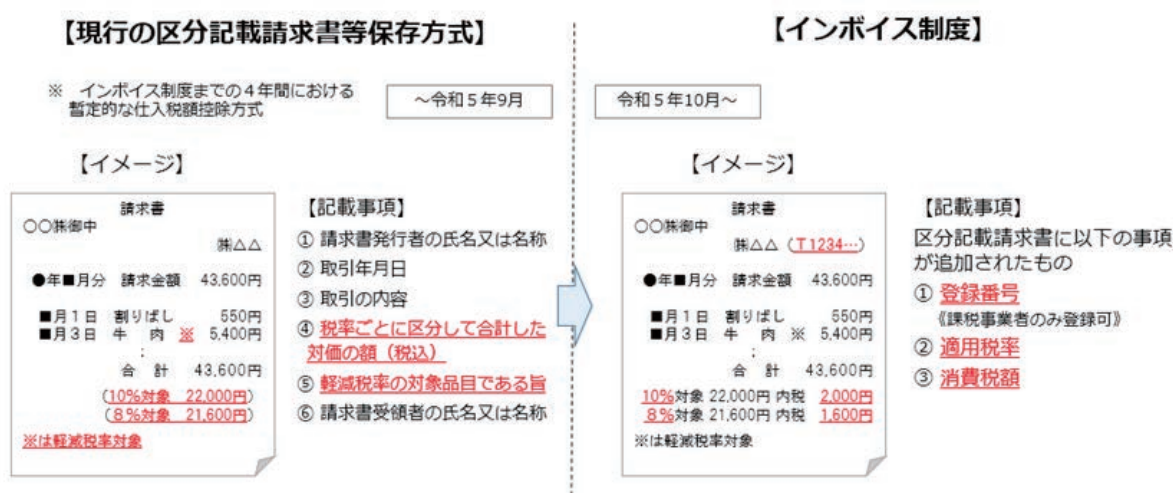 【現行の区分記載請求書等保存方式】
※ インボイス制度までの４年間における
暫定的な仕入税額控除方式
～令和５年9月
【イメージ】
請求書
○○㈱御中
㈱△△
●年■月分 請求金額 43,600円
■月１日 割りばし 550円
■月３日 牛 肉 ※ 5,400円
：
合 計 43,600円
（10%対象 22,000円）
（８%対象 21,600円）
※は軽減税率対象
【記載事項】
① 請求書発行者の氏名又は名称
② 取引年月日
③ 取引の内容
④ 税率ごとに区分して合計した
対価の額（税込）
⑤ 軽減税率の対象品目である旨
⑥ 請求書受領者の氏名又は名称
【インボイス制度】
令和５年10月～
【イメージ】
請求書
○○㈱御中
㈱△△（Ｔ1234…）
●年■月分 請求金額 43,600円
■月１日 割りばし 550円
■月３日 牛 肉 ※ 5,400円
：
合 計 43,600円
10%対象 22,000円 内税 2,000円
８%対象 21,600円 内税 1,600円
※は軽減税率対象
【記載事項】
区分記載請求書に以下の事項
が追加されたもの
① 登録番号
《課税事業者のみ登録可》
② 適用税率
③ 消費税額